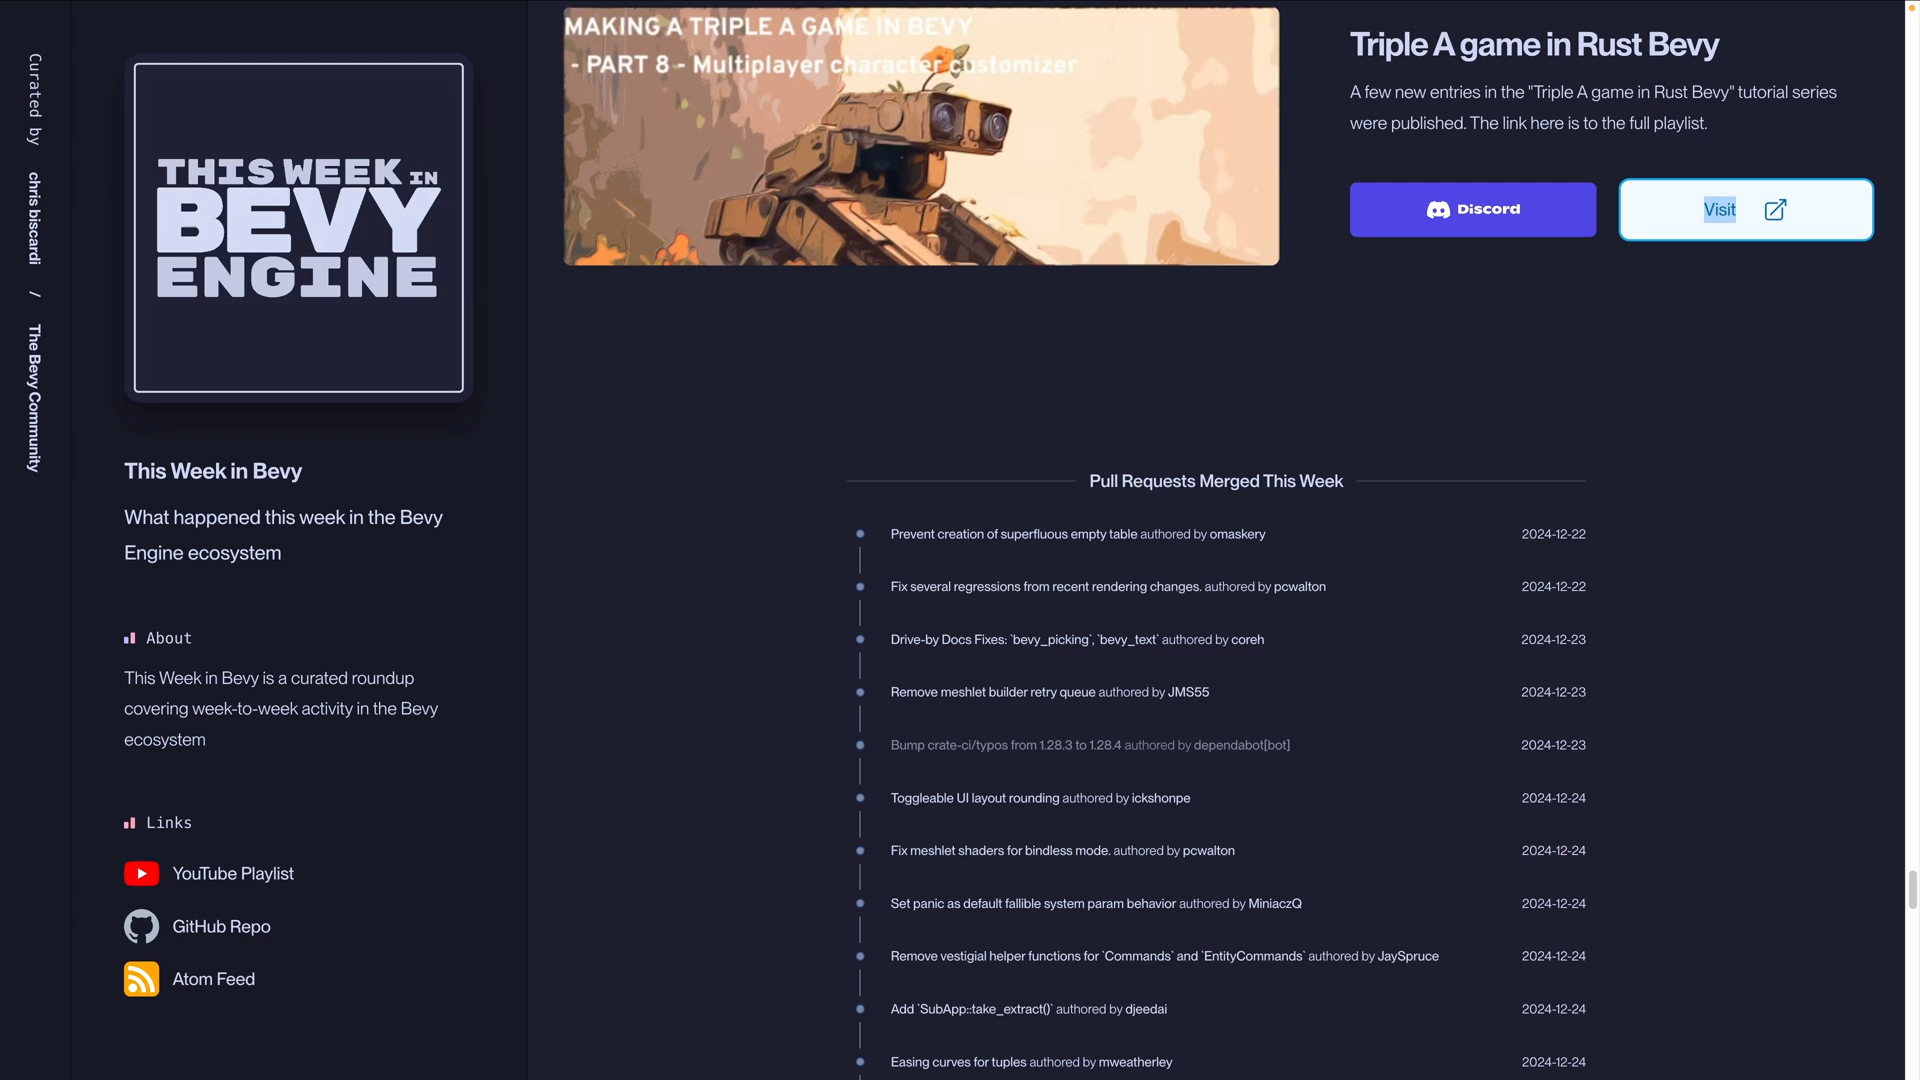 Curated by chris biscardi / The Bevy Community
THIS WEEK IN
BEVY
ENGINE
This Week in Bevy
What happened this week in the Bevy
Engine ecosystem
About
This Week in Bevy is a curated roundup
covering week-to-week activity in the Bevy
ecosystem
Links
YouTube Playlist
GitHub Repo
Atom Feed
MAKING A TRIPLE A GAME IN BEVY
- PART 8 - Multiplayer character customizer
Triple A game in Rust Bevy
A few new entries in the "Triple A game in Rust Bevy" tutorial series
were published. The link here is to the full playlist.
Discord
Visit
Pull Requests Merged This Week
Prevent creation of superfluous empty table authored by omaskery 2024-12-22
Fix several regressions from recent rendering changes. authored by pcwalton 2024-12-22
Drive-by Docs Fixes: `bevy_picking`, `bevy_text` authored by coreh 2024-12-23
Remove meshlet builder retry queue authored by JMS55 2024-12-23
Bump crate-ci/typos from 1.28.3 to 1.28.4 authored by dependabot[bot] 2024-12-23
Toggleable UI layout rounding authored by ickshonpe 2024-12-24
Fix meshlet shaders for bindless mode. authored by pcwalton 2024-12-24
Set panic as default fallible system param behavior authored by MiniaczQ 2024-12-24
Remove vestigial helper functions for `Commands` and `EntityCommands` authored by JaySpruce 2024-12-24
Add `SubApp::take_extract()` authored by djeedai 2024-12-24
Easing curves for tuples authored by mweatherley 2024-12-24